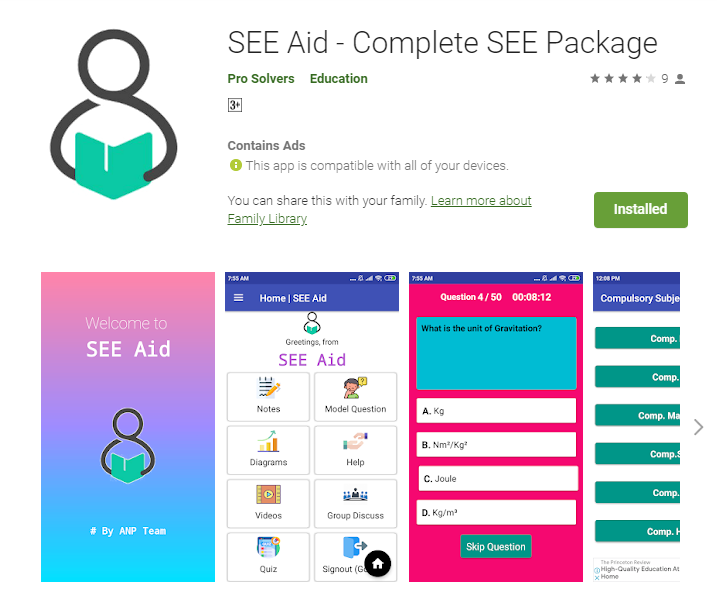 SEE Aid - Complete SEE Package
Pro Solvers Education
9
3+
Contains Ads
This app is compatible with all of your devices.
You can share this with your family. Learn more about
Family Library
Installed
Welcome to
SEE Aid
# By ANP Team
7:55 AM
Home | SEE Aid
Greetings, from
SEE Aid
Notes
Model Question
Diagrams
Help
Videos
Group Discuss
Quiz
Signout (G
7:55 AM
Question 4 / 50 00:08:12
What is the unit of Gravitation?
A. Kg
B. Nm²/Kg²
C. Joule
D. Kg/m³
Skip Question
12:08 PM
Compulsory Subje
Comp.
Comp.
Comp. Ma
Comp.S
Comp.
Comp. H
The Princeton Review
High-Quality Education At
Home